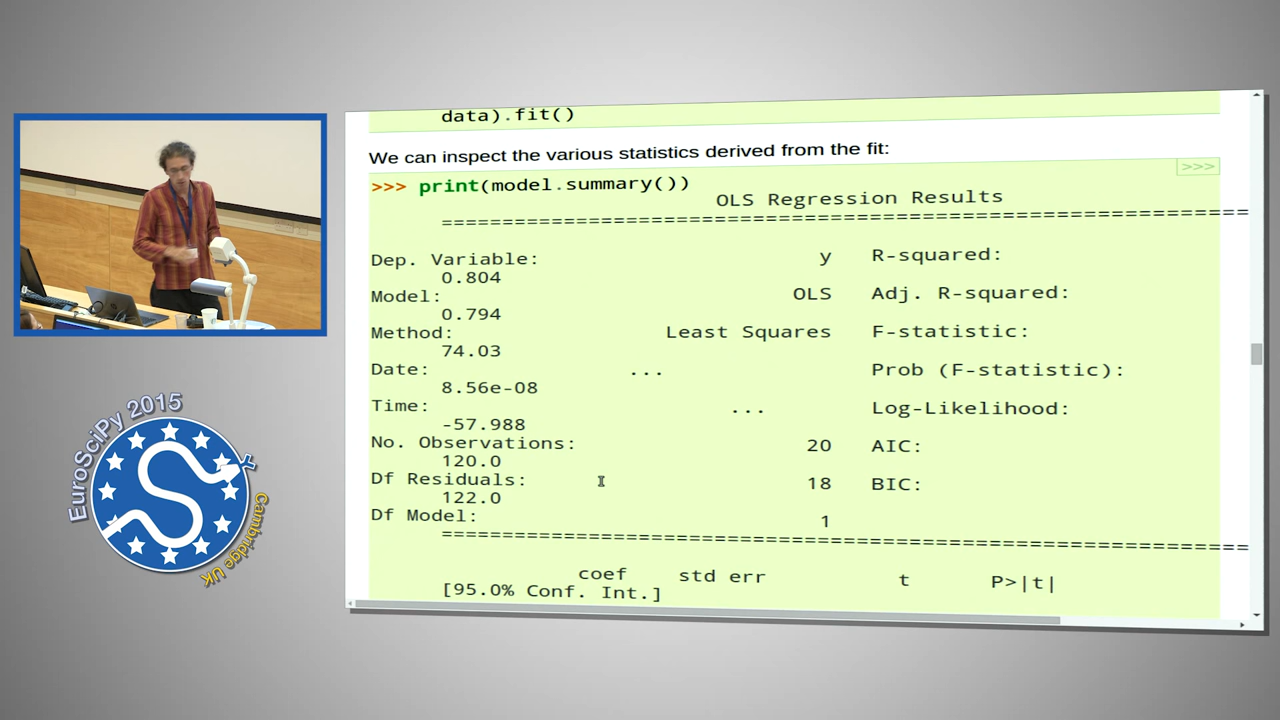 data).fit()
We can inspect the various statistics derived from the fit:
>>>
>>> print(model.summary())
OLS Regression Results
==============================================================================
Dep. Variable: y R-squared:
0.804
Model: OLS Adj. R-squared:
0.794
Method: Least Squares F-statistic:
74.03
Date: ... Prob (F-statistic):
8.56e-08
Time: ... Log-Likelihood:
-57.988
No. Observations: 20 AIC:
120.0
Df Residuals: 18 BIC:
122.0
Df Model: 1
==============================================================================
coef std err t P>|t|
[95.0% Conf. Int.]
EuroSciPy 2015
Cambridge UK